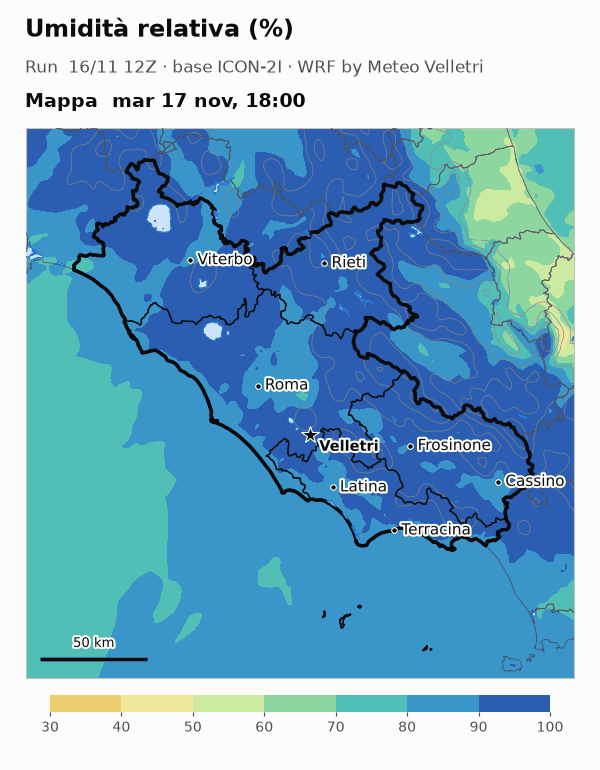 Umidità relativa (%)
Run  16/11 12Z · base ICON-2I · WRF by Meteo Velletri
Mappa  mar 17 nov, 18:00
Viterbo
Rieti
Roma
Velletri
Frosinone
Latina
Cassino
Terracina
50 km
30 40 50 60 70 80 90 100